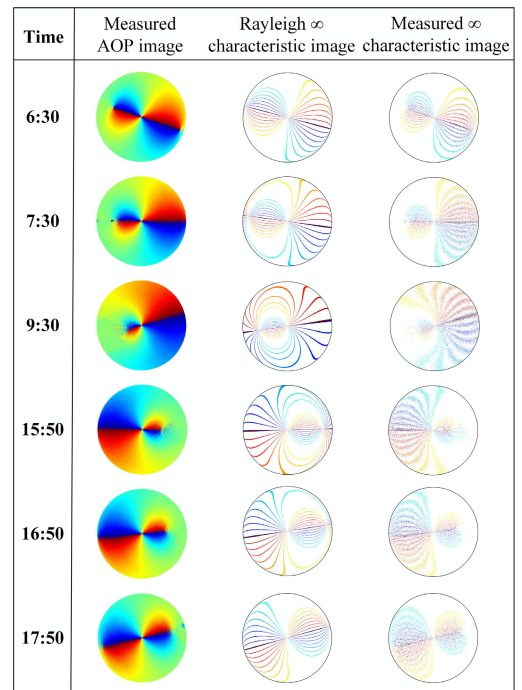 Time
Measured
AOP image
Rayleigh ∞
characteristic image
Measured ∞
characteristic image
6:30
7:30
9:30
15:50
16:50
17:50